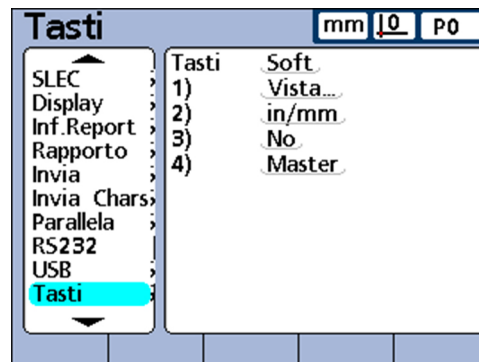 Tasti
mm 0 P0
SLEC
Display
Inf.Report
Rapporto
Invia
Invia Chars
Parallela
RS232
USB
Tasti
Tasti Soft
1) Vista...
2) in/mm
3) No
4) Master